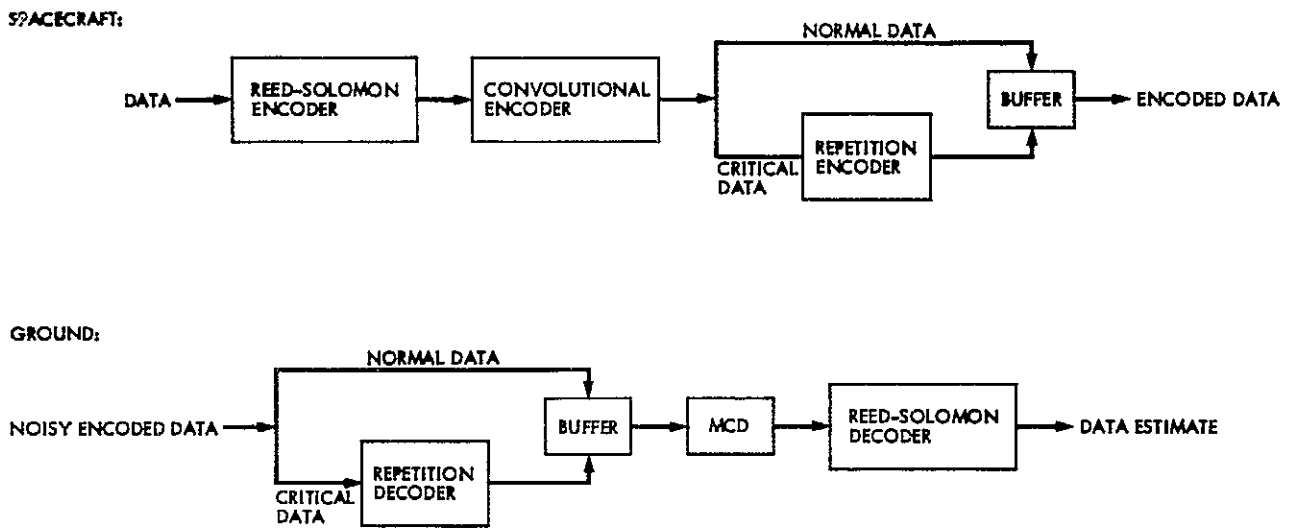 SPACECRAFT:
NORMAL DATA
DATA
REED-SOLOMON
ENCODER
CONVOLUTIONAL
ENCODER
BUFFER
ENCODED DATA
CRITICAL
DATA
REPETITION
ENCODER
GROUND:
NORMAL DATA
NOISY ENCODED DATA
BUFFER
MCD
REED-SOLOMON
DECODER
DATA ESTIMATE
CRITICAL
DATA
REPETITION
DECODER